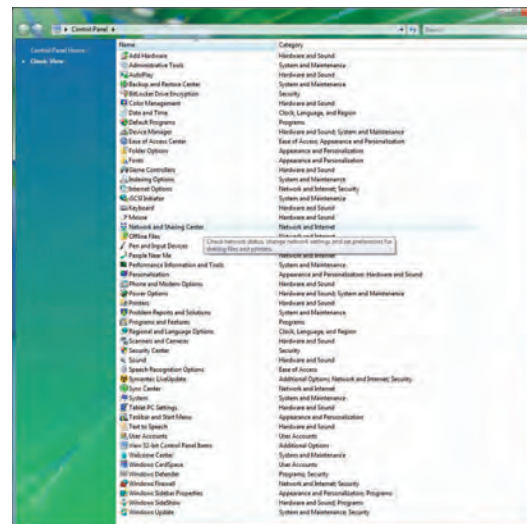 Control Panel
Search
Control Panel Home
Classic View
Name Category
Add Hardware Hardware and Sound
Administrative Tools System and Maintenance
AutoPlay Hardware and Sound
Backup and Restore Center System and Maintenance
BitLocker Drive Encryption Security
Color Management Hardware and Sound
Date and Time Clock, Language, and Region
Default Programs Programs
Device Manager Hardware and Sound; System and Maintenance
Ease of Access Center Ease of Access; Appearance and Personalization
Folder Options Appearance and Personalization
Fonts Appearance and Personalization
Game Controllers Hardware and Sound
Indexing Options System and Maintenance
Internet Options Network and Internet; Security
iSCSI Initiator System and Maintenance
Keyboard Hardware and Sound
Mouse Hardware and Sound
Network and Sharing Center Network and Internet
Offline Files Network and Internet
Check network status, change network settings and set preferences for
Pen and Input Devices
sharing files and printers.
People Near Me Network and Internet
Performance Information and Tools System and Maintenance
Personalization Appearance and Personalization; Hardware and Sound
Phone and Modem Options Hardware and Sound
Power Options Hardware and Sound; System and Maintenance
Printers Hardware and Sound
Problem Reports and Solutions System and Maintenance
Programs and Features Programs
Regional and Language Options Clock, Language, and Region
Scanners and Cameras Hardware and Sound
Security Center Security
Sound Hardware and Sound
Speech Recognition Options Ease of Access
Symantec LiveUpdate Additional Options; Network and Internet; Security
Sync Center Network and Internet
System System and Maintenance
Tablet PC Settings Hardware and Sound
Taskbar and Start Menu Appearance and Personalization
Text to Speech Hardware and Sound
User Accounts User Accounts
View 32-bit Control Panel Items Additional Options
Welcome Center System and Maintenance
Windows CardSpace User Accounts
Windows Defender Programs; Security
Windows Firewall Network and Internet; Security
Windows Sidebar Properties Appearance and Personalization; Programs
Windows SideShow Hardware and Sound; Programs
Windows Update System and Maintenance; Security